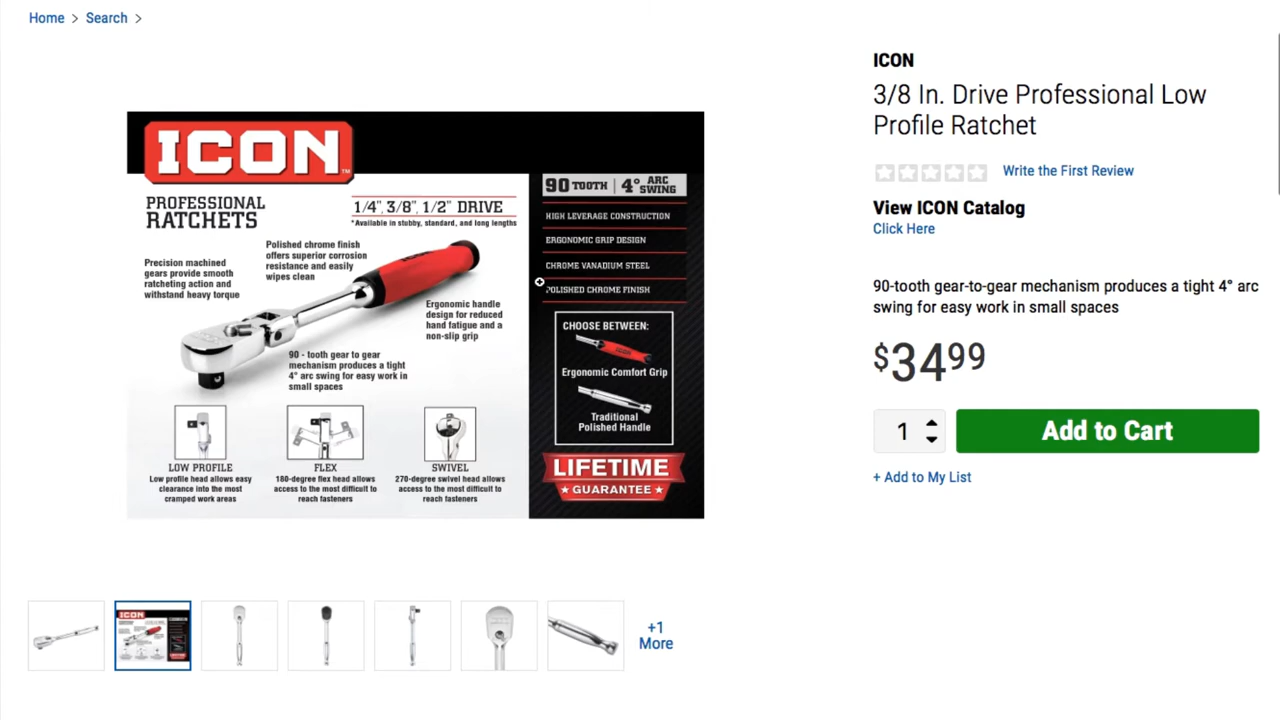 Home > Search >
ICON
PROFESSIONAL
RATCHETS
1/4", 3/8", 1/2" DRIVE
*Available in stubby, standard, and long lengths
Precision machined
gears provide smooth
ratcheting action and
withstand heavy torque
Polished chrome finish
offers superior corrosion
resistance and easily
wipes clean
Ergonomic handle
design for reduced
hand fatigue and a
non-slip grip
90 - tooth gear to gear
mechanism produces a tight
4° arc swing for easy work in
small spaces
LOW PROFILE
Low profile head allows easy
clearance into the most
cramped work areas
FLEX
180-degree flex head allows
access to the most difficult to
reach fasteners
SWIVEL
270-degree swivel head allows
access to the most difficult to
reach fasteners
90 TOOTH | 4° ARC SWING
HIGH LEVERAGE CONSTRUCTION
ERGONOMIC GRIP DESIGN
CHROME VANADIUM STEEL
POLISHED CHROME FINISH
CHOOSE BETWEEN:
Ergonomic Comfort Grip
Traditional
Polished Handle
LIFETIME
★ GUARANTEE ★
+1
More
ICON
3/8 In. Drive Professional Low
Profile Ratchet
Write the First Review
View ICON Catalog
Click Here
90-tooth gear-to-gear mechanism produces a tight 4° arc
swing for easy work in small spaces
$3499
1
Add to Cart
+ Add to My List